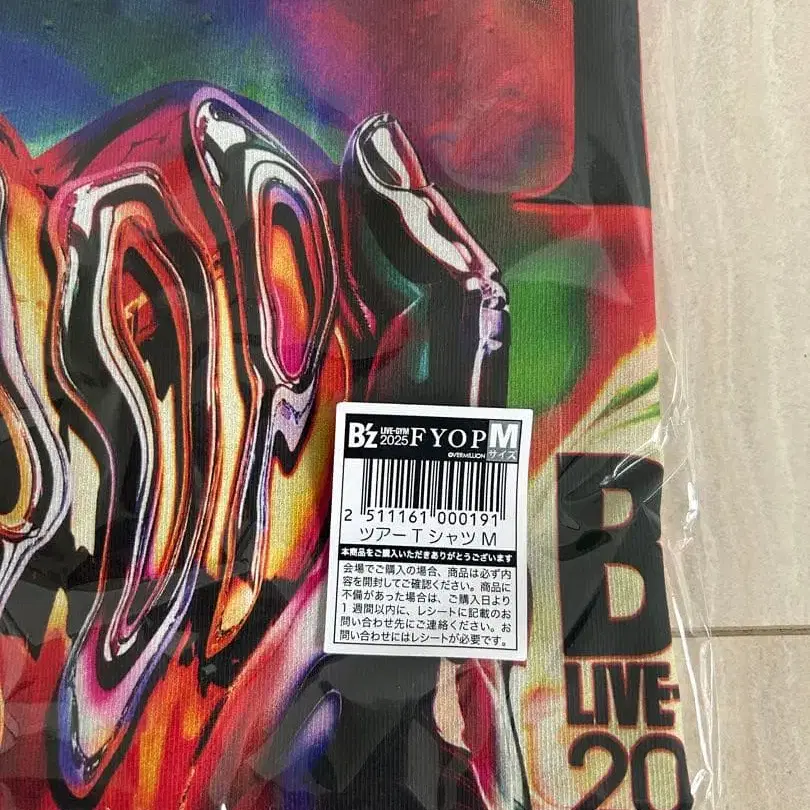 B'z LIVE-GYM 2025 FYOP M サイズ
©VERMILLION
2 511161 000191
ツアーTシャツ M
本商品をご購入いただきありがとうございます
会場でご購入の場合、商品は必ず内
容を開封してご確認ください。商品に
不備があった場合は、ご購入日より
1週間以内に、レシートに記載のお
問い合わせ先にご連絡ください。お
問い合わせにはレシートが必要です。
B
LIVE-
20